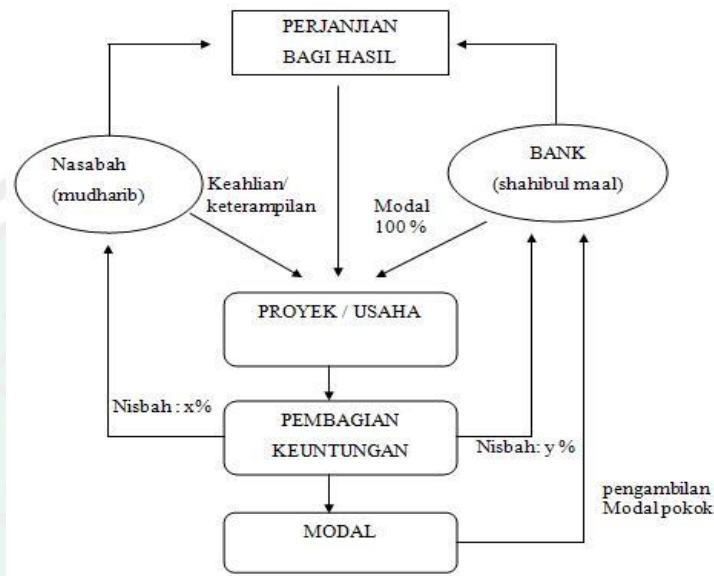 PERJANJIAN
BAGI HASIL
Nasabah
(mudharib)
BANK
(shahibul maal)
Keahlian/
keterampilan
Modal
100 %
PROYEK / USAHA
Nisbah : x%
PEMBAGIAN
KEUNTUNGAN
Nisbah: y %
pengambilan
Modal pokok
MODAL